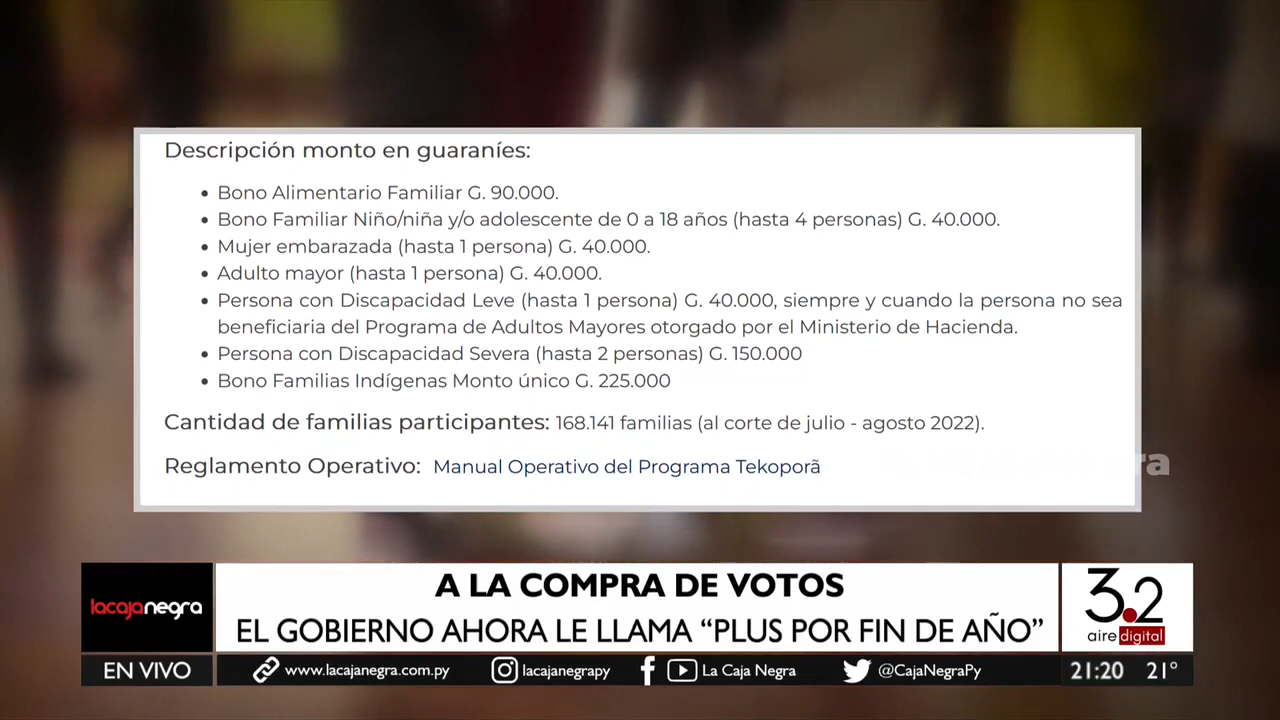 Descripción monto en guaraníes:
• Bono Alimentario Familiar G. 90.000.
• Bono Familiar Niño/niña y/o adolescente de 0 a 18 años (hasta 4 personas) G. 40.000.
• Mujer embarazada (hasta 1 persona) G. 40.000.
• Adulto mayor (hasta 1 persona) G. 40.000.
• Persona con Discapacidad Leve (hasta 1 persona) G. 40.000, siempre y cuando la persona no sea
beneficiaria del Programa de Adultos Mayores otorgado por el Ministerio de Hacienda.
• Persona con Discapacidad Severa (hasta 2 personas) G. 150.000
• Bono Familias Indígenas Monto único G. 225.000
Cantidad de familias participantes: 168.141 familias (al corte de julio - agosto 2022).
Reglamento Operativo: Manual Operativo del Programa Tekoporã
lacajanegra
A LA COMPRA DE VOTOS
EL GOBIERNO AHORA LE LLAMA “PLUS POR FIN DE AÑO”
3.2
aire digital
EN VIVO
www.lacajanegra.com.py
lacajanegrapy
La Caja Negra
@CajaNegraPy
21:20 21°